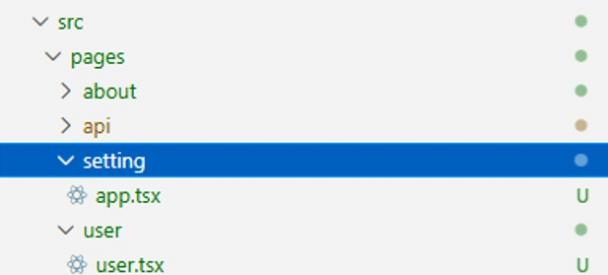 src
pages
about
api
setting
app.tsx U
user
user.tsx U